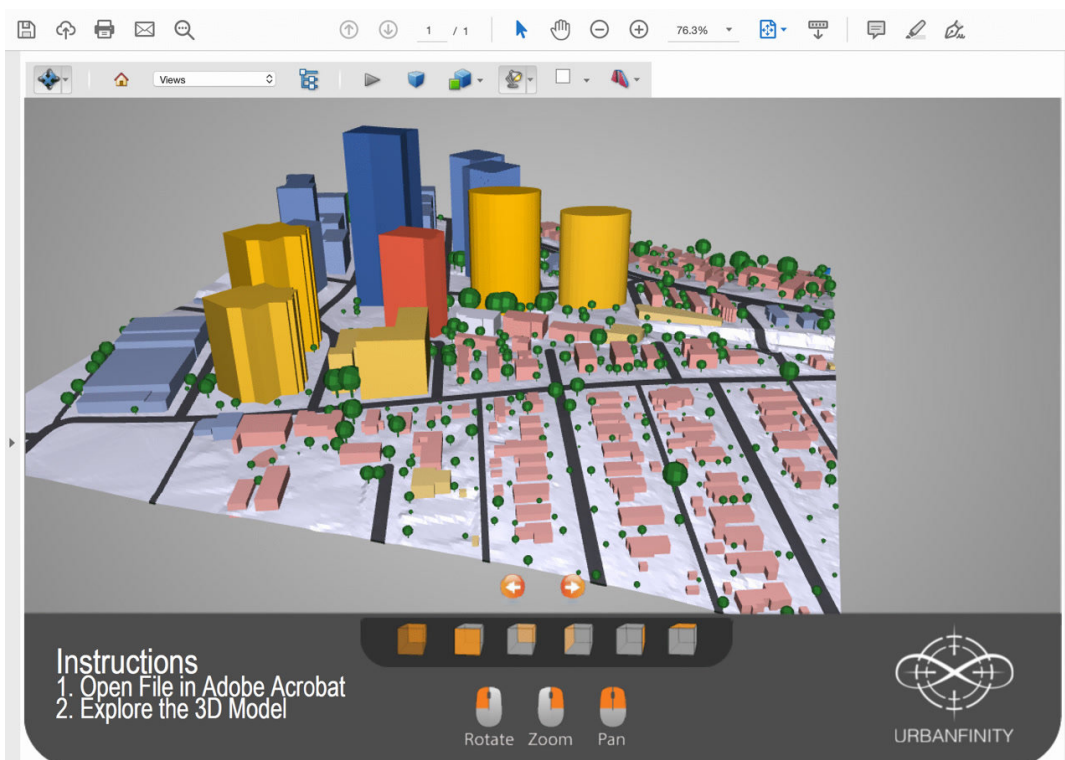 1 / 1
76.3%
Views
Instructions
1. Open File in Adobe Acrobat
2. Explore the 3D Model
Rotate Zoom Pan
URBANFINITY